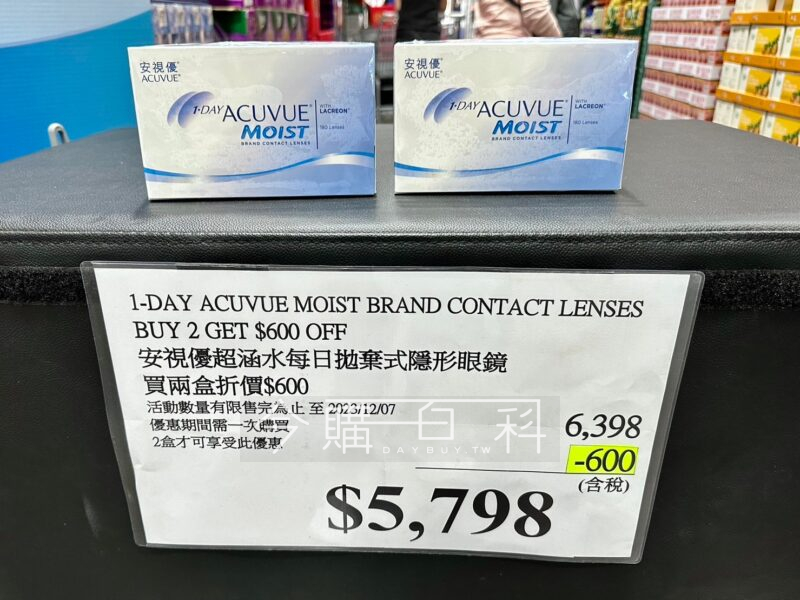 安視優®
ACUVUE®
1·DAY ACUVUE®
MOIST
BRAND CONTACT LENSES
WITH
LACREON®
180 Lenses
安視優®
ACUVUE®
1·DAY ACUVUE®
MOIST
BRAND CONTACT LENSES
WITH
LACREON®
180 Lenses
1-DAY ACUVUE MOIST BRAND CONTACT LENSES
BUY 2 GET $600 OFF
安視優超涵水每日拋棄式隱形眼鏡
買兩盒折價$600
活動數量有限售完為止 至 2023/12/07
優惠期間需一次購買
2盒才可享受此優惠
今購百科
DAYBUY.TW
6,398
-600
(含稅)
$5,798